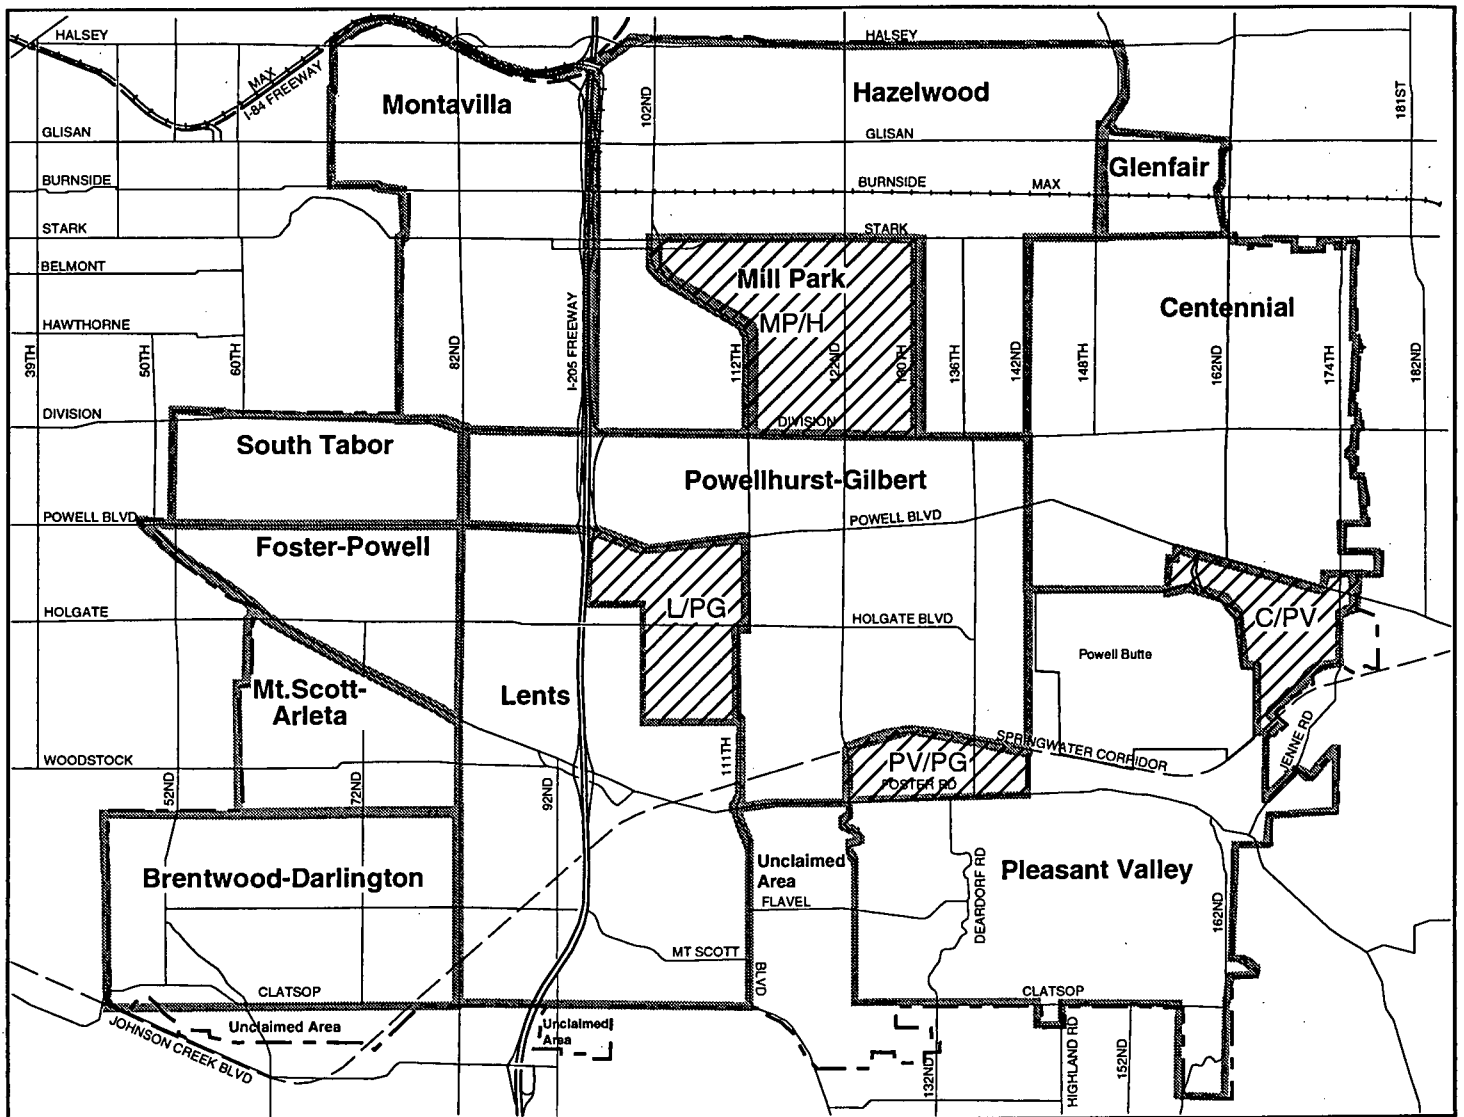 HALSEY
HALSEY
MAX
I-84 FREEWAY
Montavilla
102ND
Hazelwood
181ST
GLISAN
GLISAN
Glenfair
BURNSIDE
BURNSIDE
MAX
STARK
STARK
BELMONT
Mill Park
Centennial
HAWTHORNE
MP/H
39TH
50TH
60TH
82ND
I-205 FREEWAY
112TH
122ND
130TH
136TH
142ND
148TH
162ND
174TH
182ND
DIVISION
DIVISION
South Tabor
Powellhurst-Gilbert
POWELL BLVD
POWELL BLVD
Foster-Powell
HOLGATE
L/PG
HOLGATE BLVD
C/PV
Powell Butte
Mt.Scott-
Arleta
Lents
111TH
SPRINGWATER CORRIDOR
JENNE RD
WOODSTOCK
PV/PG
FOSTER RD
52ND
72ND
92ND
Brentwood-Darlington
Unclaimed
Area
Pleasant Valley
FLAVEL
DEARDORF RD
162ND
MT SCOTT
BLVD
CLATSOP
CLATSOP
Unclaimed Area
Unclaimed
Area
JOHNSON CREEK BLVD
132ND
HIGHLAND RD
152ND